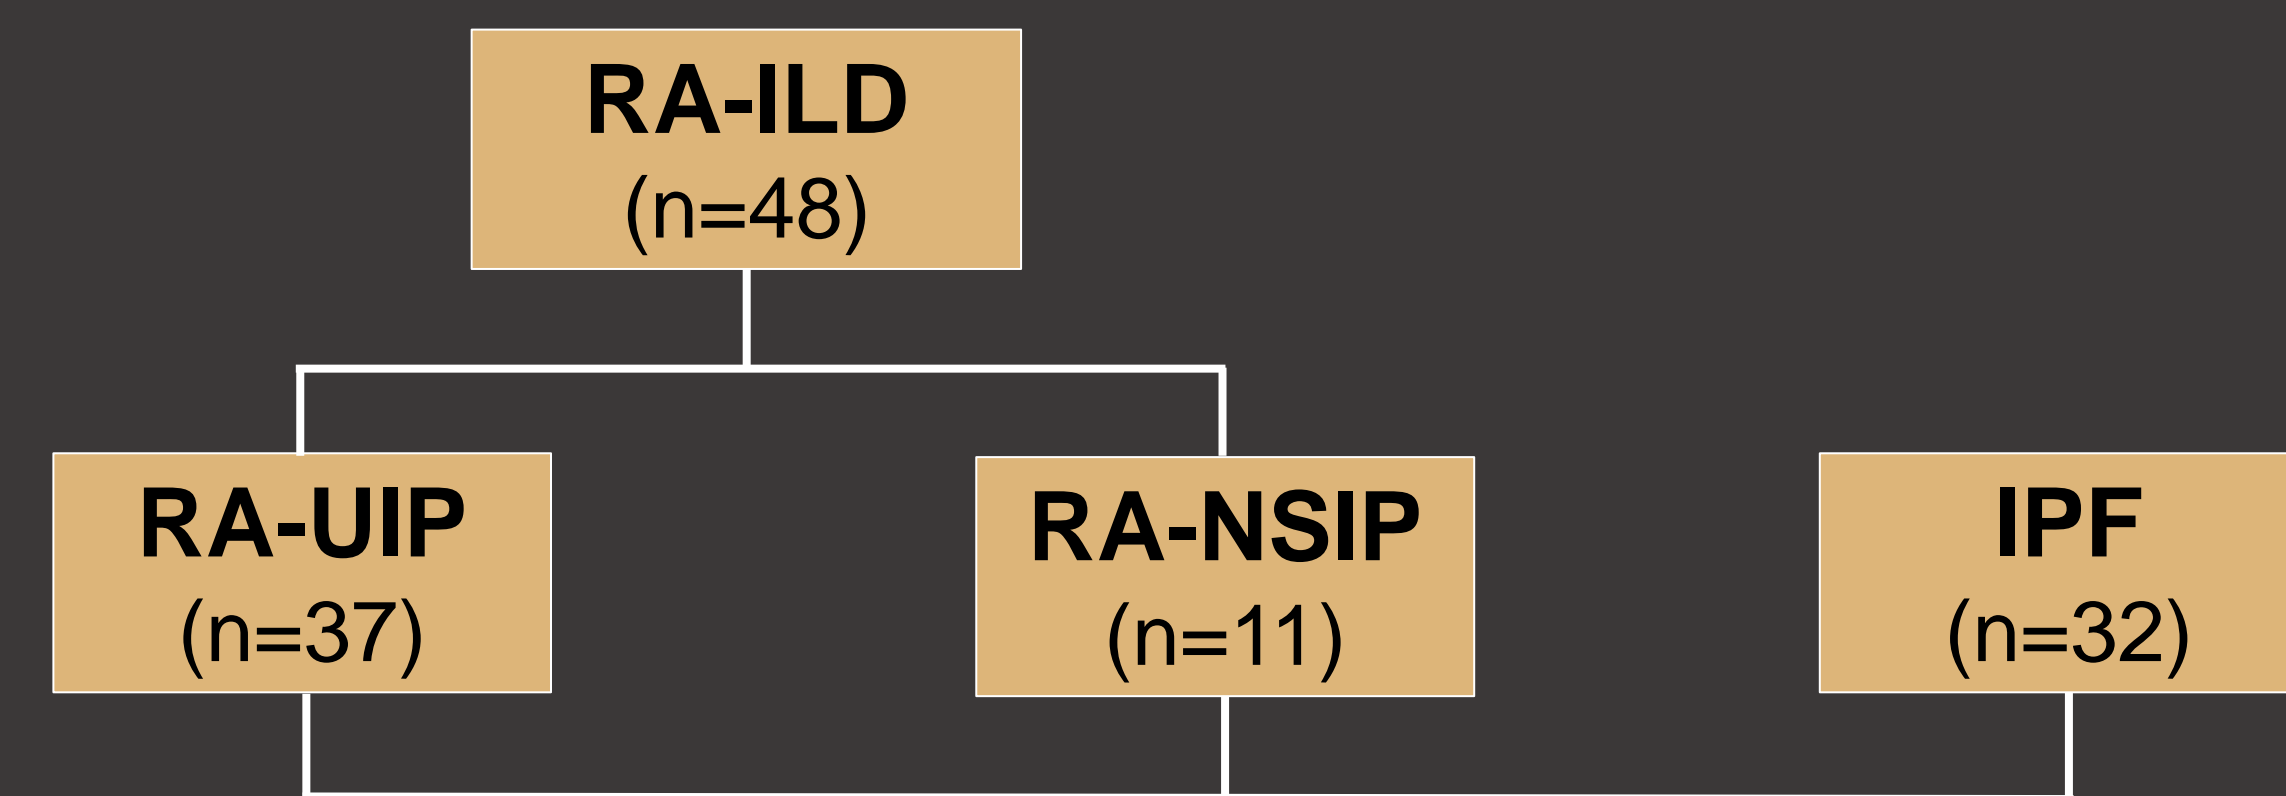 RA-ILD
(n=48)
RA-UIP
(n=37)
RA-NSIP
(n=11)
IPF
(n=32)